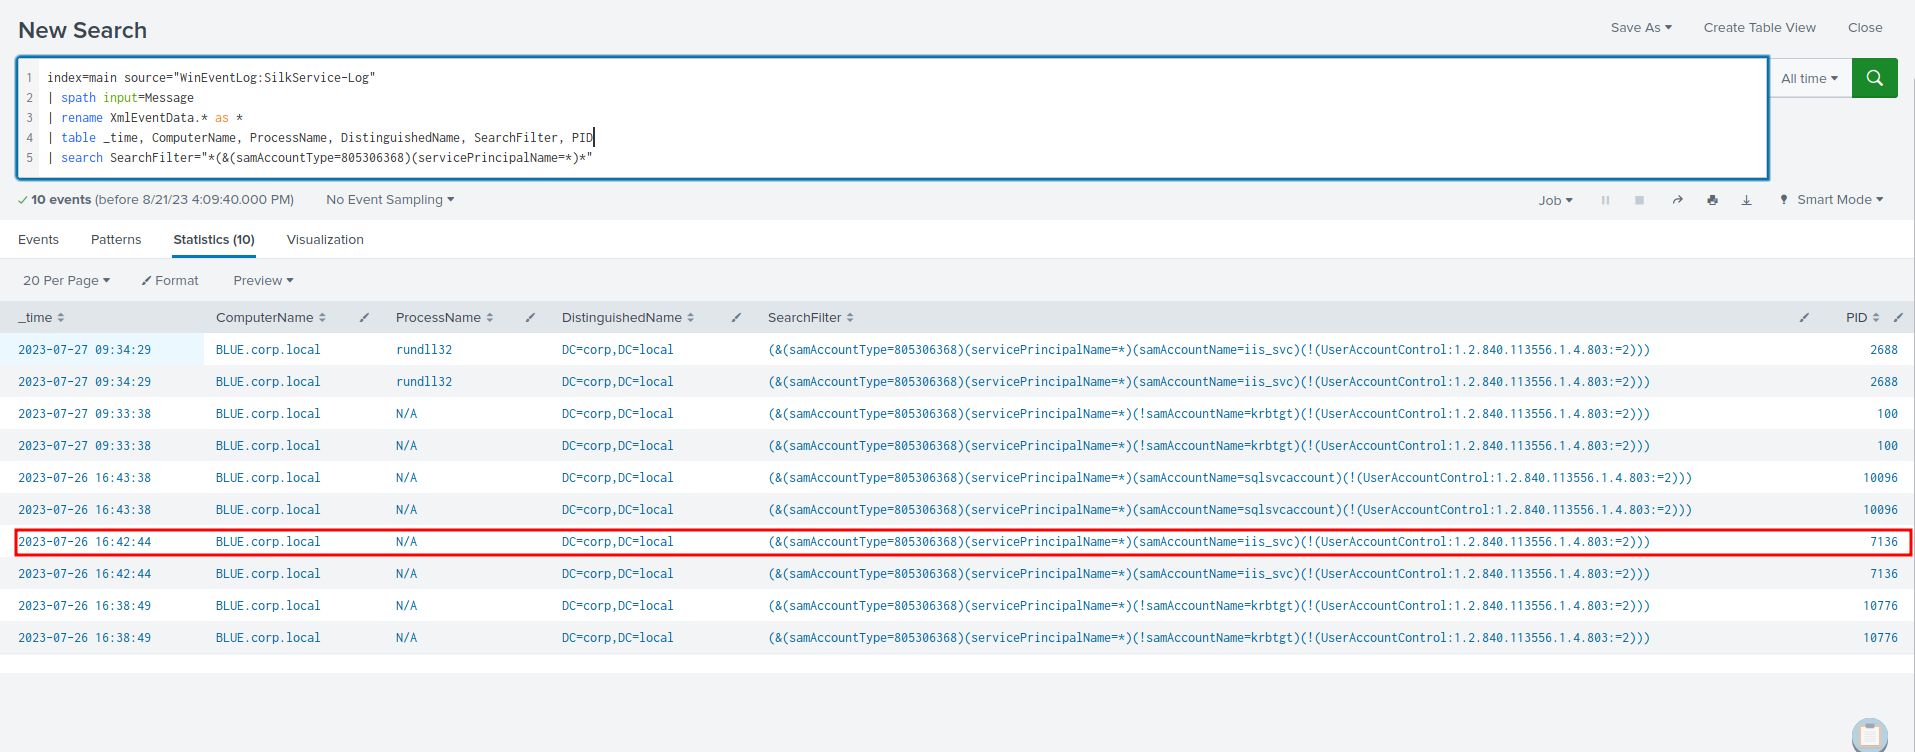 New Search
Save As Create Table View Close
1 index=main source="WinEventLog:SilkService-Log"
2 | spath input=Message
3 | rename XmlEventData.* as *
4 | table _time, ComputerName, ProcessName, DistinguishedName, SearchFilter, PID
5 | search SearchFilter="*(&(samAccountType=805306368)(servicePrincipalName=*)*"
All time
10 events (before 8/21/23 4:09:40.000 PM) No Event Sampling Job Smart Mode
Events Patterns Statistics (10) Visualization
20 Per Page Format Preview
_time ComputerName ProcessName DistinguishedName SearchFilter PID
2023-07-27 09:34:29 BLUE.corp.local rundll32 DC=corp,DC=local (&(samAccountType=805306368)(servicePrincipalName=*)(samAccountName=iis_svc)(!(UserAccountControl:1.2.840.113556.1.4.803:=2))) 2688
2023-07-27 09:34:29 BLUE.corp.local rundll32 DC=corp,DC=local (&(samAccountType=805306368)(servicePrincipalName=*)(samAccountName=iis_svc)(!(UserAccountControl:1.2.840.113556.1.4.803:=2))) 2688
2023-07-27 09:33:38 BLUE.corp.local N/A DC=corp,DC=local (&(samAccountType=805306368)(servicePrincipalName=*)(!samAccountName=krbtgt)(!(UserAccountControl:1.2.840.113556.1.4.803:=2))) 100
2023-07-27 09:33:38 BLUE.corp.local N/A DC=corp,DC=local (&(samAccountType=805306368)(servicePrincipalName=*)(!samAccountName=krbtgt)(!(UserAccountControl:1.2.840.113556.1.4.803:=2))) 100
2023-07-26 16:43:38 BLUE.corp.local N/A DC=corp,DC=local (&(samAccountType=805306368)(servicePrincipalName=*)(samAccountName=sqlsvcaccount)(!(UserAccountControl:1.2.840.113556.1.4.803:=2))) 10096
2023-07-26 16:43:38 BLUE.corp.local N/A DC=corp,DC=local (&(samAccountType=805306368)(servicePrincipalName=*)(samAccountName=sqlsvcaccount)(!(UserAccountControl:1.2.840.113556.1.4.803:=2))) 10096
2023-07-26 16:42:44 BLUE.corp.local N/A DC=corp,DC=local (&(samAccountType=805306368)(servicePrincipalName=*)(samAccountName=iis_svc)(!(UserAccountControl:1.2.840.113556.1.4.803:=2))) 7136
2023-07-26 16:42:44 BLUE.corp.local N/A DC=corp,DC=local (&(samAccountType=805306368)(servicePrincipalName=*)(samAccountName=iis_svc)(!(UserAccountControl:1.2.840.113556.1.4.803:=2))) 7136
2023-07-26 16:38:49 BLUE.corp.local N/A DC=corp,DC=local (&(samAccountType=805306368)(servicePrincipalName=*)(!samAccountName=krbtgt)(!(UserAccountControl:1.2.840.113556.1.4.803:=2))) 10776
2023-07-26 16:38:49 BLUE.corp.local N/A DC=corp,DC=local (&(samAccountType=805306368)(servicePrincipalName=*)(!samAccountName=krbtgt)(!(UserAccountControl:1.2.840.113556.1.4.803:=2))) 10776